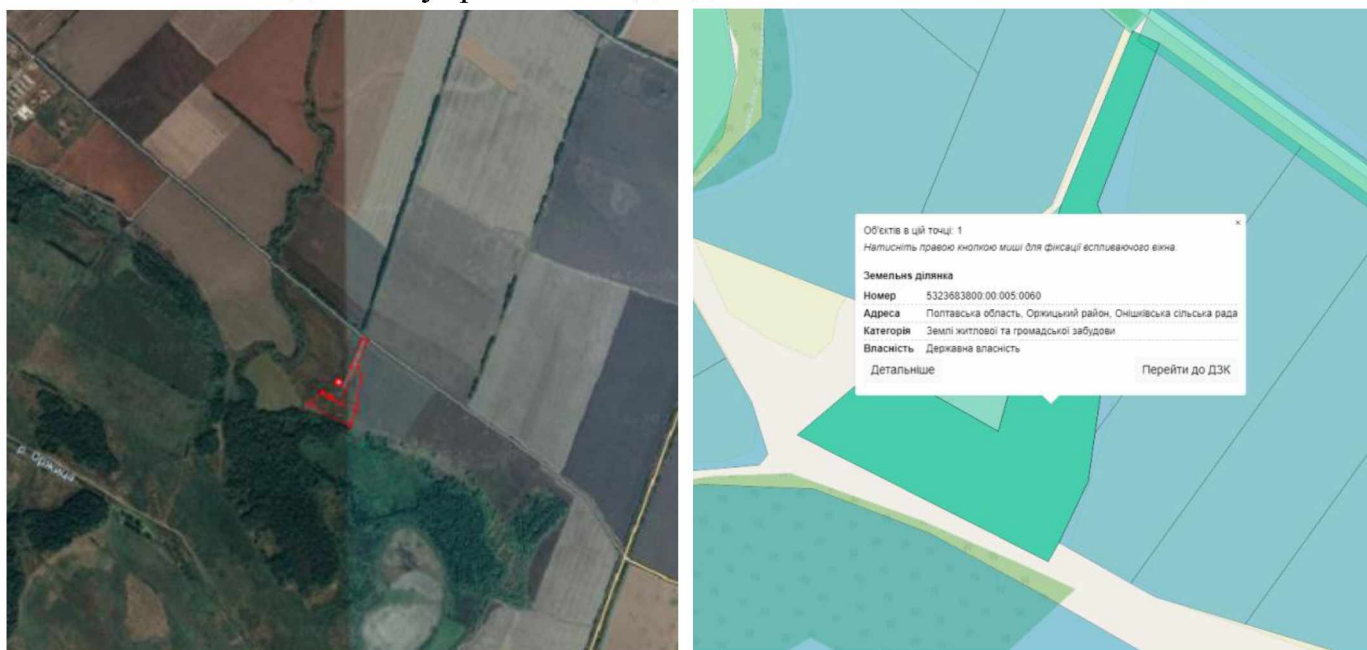 р. Оржиця
Об'єктів в цій точці: 1
×
Натисніть правою кнопкою миші для фіксації вспливаючого вікна.
Земельнв ділянка
Номер 5323683800:00:005:0060
Адреса Полтавська область, Оржицький район, Онішківська сільська рада
Категорія Землі житлової та громадської забудови
Власність Державна власність
Детальніше Перейти до ДЗК